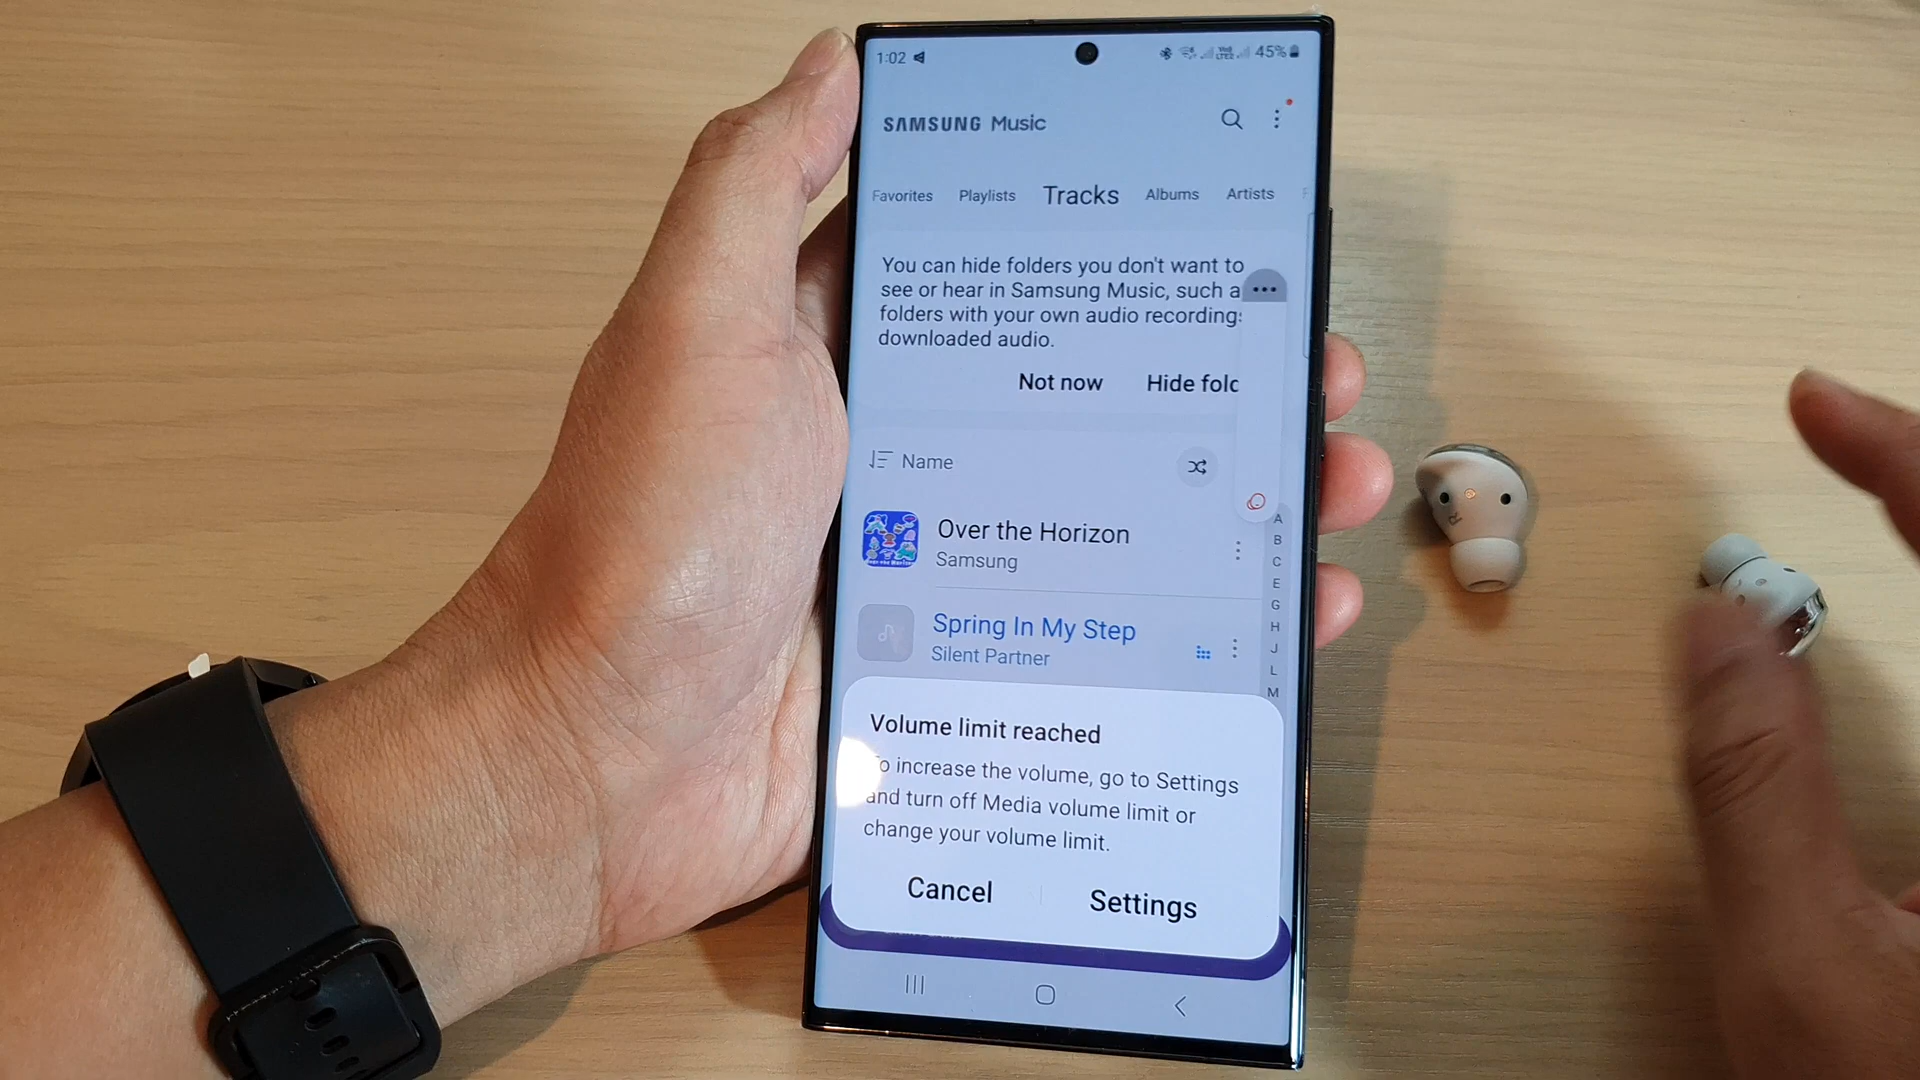 1:02 45%
SAMSUNG Music
Favorites Playlists Tracks Albums Artists
You can hide folders you don't want to
see or hear in Samsung Music, such a
folders with your own audio recording
downloaded audio.
Not now Hide fold
Name
Over the Horizon
Samsung
Spring In My Step
Silent Partner
A
B
C
E
G
H
J
L
M
Volume limit reached
To increase the volume, go to Settings
and turn off Media volume limit or
change your volume limit.
Cancel Settings
R